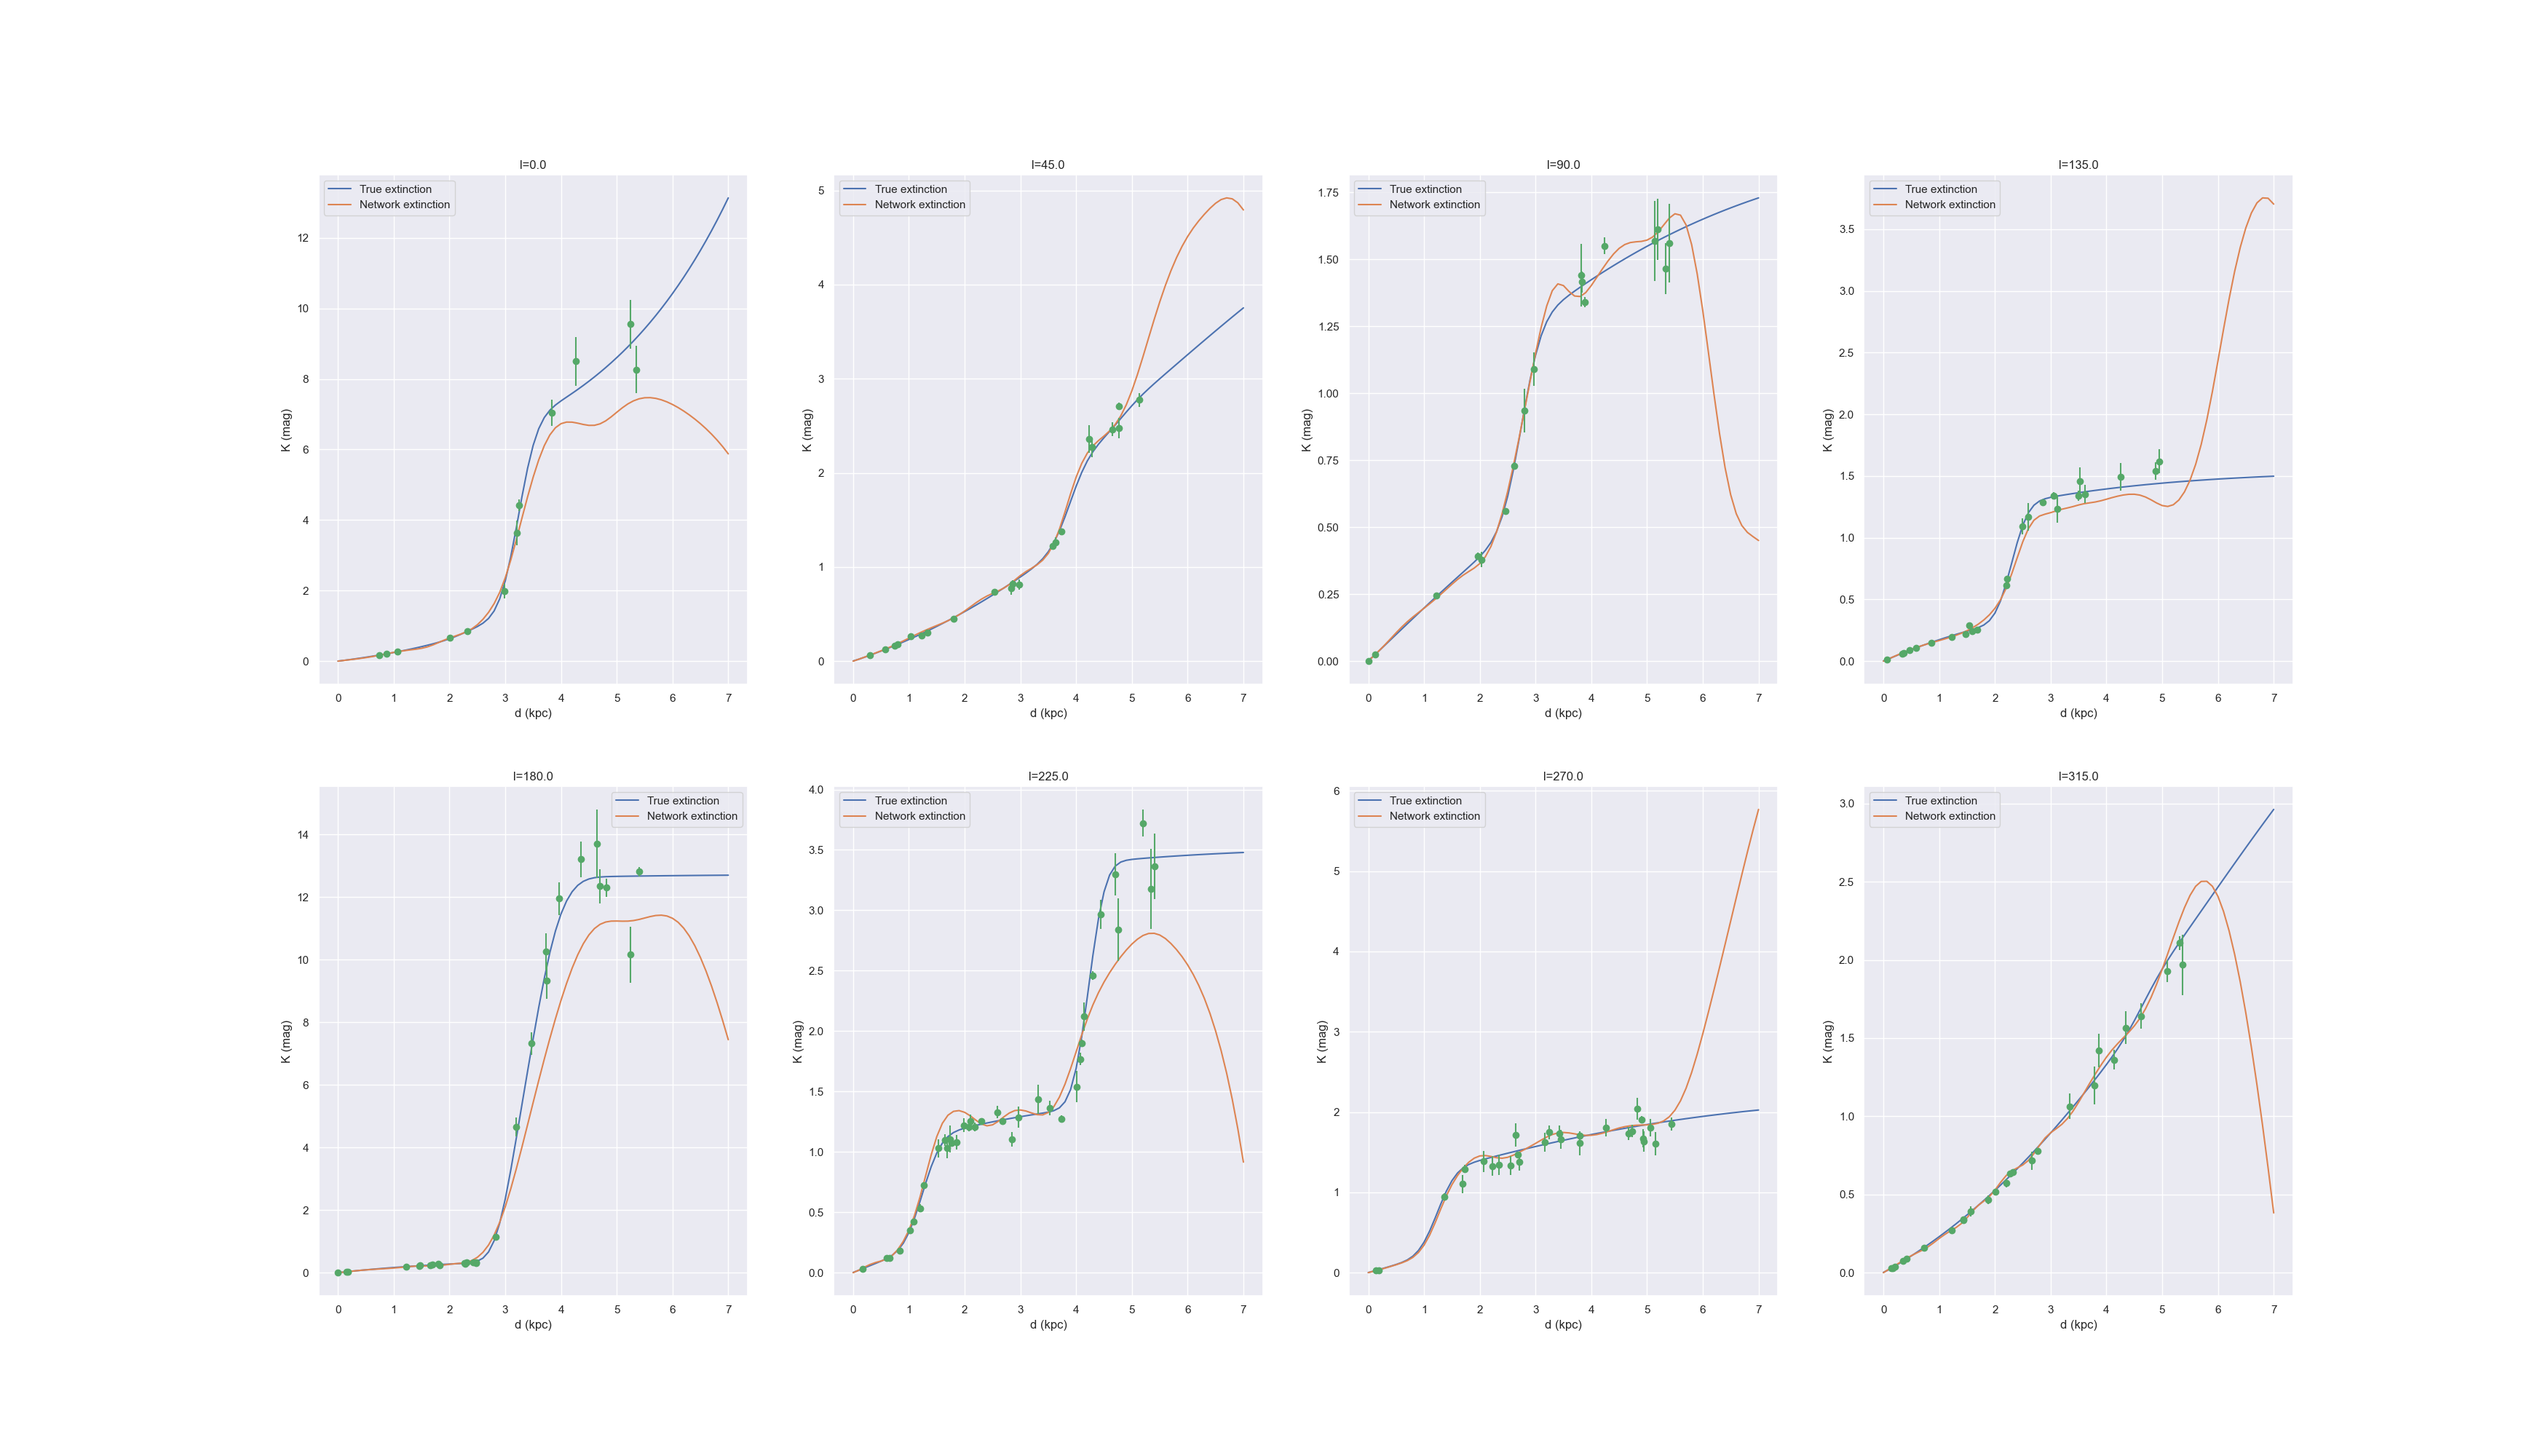 l=0.0
True extinction
Network extinction
12
10
8
6
4
2
0
K (mag)
0 1 2 3 4 5 6 7
d (kpc)
l=45.0
True extinction
Network extinction
5
4
3
2
1
0
K (mag)
0 1 2 3 4 5 6 7
d (kpc)
l=90.0
True extinction
Network extinction
1.75
1.50
1.25
1.00
0.75
0.50
0.25
0.00
K (mag)
0 1 2 3 4 5 6 7
d (kpc)
l=135.0
True extinction
Network extinction
3.5
3.0
2.5
2.0
1.5
1.0
0.5
0.0
K (mag)
0 1 2 3 4 5 6 7
d (kpc)
l=180.0
True extinction
Network extinction
14
12
10
8
6
4
2
0
K (mag)
0 1 2 3 4 5 6 7
d (kpc)
l=225.0
True extinction
Network extinction
4.0
3.5
3.0
2.5
2.0
1.5
1.0
0.5
0.0
K (mag)
0 1 2 3 4 5 6 7
d (kpc)
l=270.0
True extinction
Network extinction
6
5
4
3
2
1
0
K (mag)
0 1 2 3 4 5 6 7
d (kpc)
l=315.0
True extinction
Network extinction
3.0
2.5
2.0
1.5
1.0
0.5
0.0
K (mag)
0 1 2 3 4 5 6 7
d (kpc)